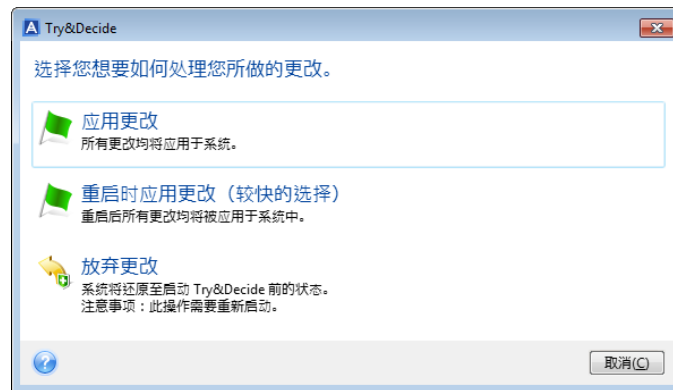 Try&Decide
选择您想要如何处理您所做的更改。
应用更改
所有更改均将应用于系统。
重启时应用更改（较快的选择）
重启后所有更改均将被应用于系统中。
放弃更改
系统将还原至启动 Try&Decide 前的状态。
注意事项：此操作需要重新启动。
取消(C)